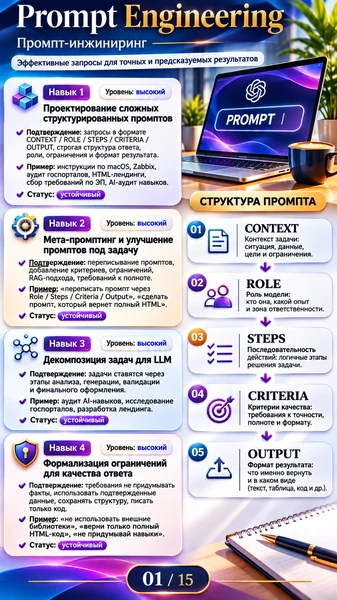 Prompt Engineering
Промпт-инжиниринг
Эффективные запросы для точных и предсказуемых результатов
Навык 1
Уровень: высокий
Проектирование сложных
структурированных промптов
Подтверждение: запросы в формате
CONTEXT / ROLE / STEPS / CRITERIA /
OUTPUT, строгая структура ответа,
роли, ограничения и формат результата.
Пример: инструкции по macOS, Zabbix,
аудит госпорталов, HTML-лендинги,
сбор требований по ЭП, AI-аудит навыков.
Статус: устойчивый
Навык 2
Уровень: высокий
Мета-промптинг и улучшение
промптов под задачу
Подтверждение: переписывание промптов,
добавление критериев, ограничений,
RAG-подхода, требований к полноте.
Пример: «переписать промпт через
Role / Steps / Criteria / Output», «сделать
промпт, который вернет полный HTML».
Статус: устойчивый
Навык 3
Уровень: высокий
Декомпозиция задач для LLM
Подтверждение: задачи ставятся через
этапы анализа, генерации, валидации
и финального оформления.
Пример: аудит AI-навыков, исследование
госпорталов, разработка лендинга.
Статус: устойчивый
Навык 4
Уровень: высокий
Формализация ограничений
для качества ответа
Подтверждение: требования не придумывать
факты, использовать подтвержденные
данные, сохранять структуру, писать
только код.
Пример: «не использовать внешние
библиотеки», «верни только полный
HTML-код», «не придумывай навыки».
Статус: устойчивый
PROMPT
СТРУКТУРА ПРОМПТА
01
CONTEXT
Контекст задачи:
ситуация, данные,
цели и ограничения.
02
ROLE
Роль модели:
кто она, какой опыт
и зона ответственности.
03
STEPS
Последовательность
действий: логичные этапы
решения задачи.
04
CRITERIA
Критерии качества:
требования к точности,
полноте и формату.
05
OUTPUT
Формат результата:
что именно вернуть
и в каком виде
(текст, таблица, код и др.).
01 / 15